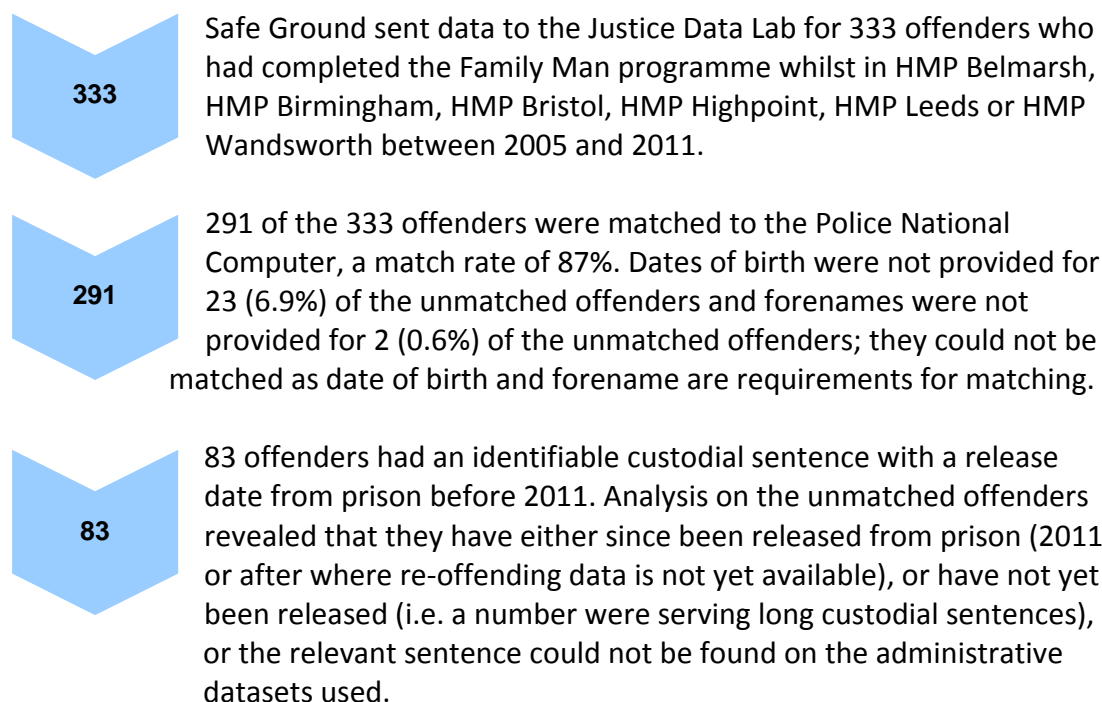 333
Safe Ground sent data to the Justice Data Lab for 333 offenders who
had completed the Family Man programme whilst in HMP Belmarsh,
HMP Birmingham, HMP Bristol, HMP Highpoint, HMP Leeds or HMP
Wandsworth between 2005 and 2011.
291
291 of the 333 offenders were matched to the Police National
Computer, a match rate of 87%. Dates of birth were not provided for
23 (6.9%) of the unmatched offenders and forenames were not
provided for 2 (0.6%) of the unmatched offenders; they could not be
matched as date of birth and forename are requirements for matching.
83
83 offenders had an identifiable custodial sentence with a release
date from prison before 2011. Analysis on the unmatched offenders
revealed that they have either since been released from prison (2011
or after where re-offending data is not yet available), or have not yet
been released (i.e. a number were serving long custodial sentences),
or the relevant sentence could not be found on the administrative
datasets used.